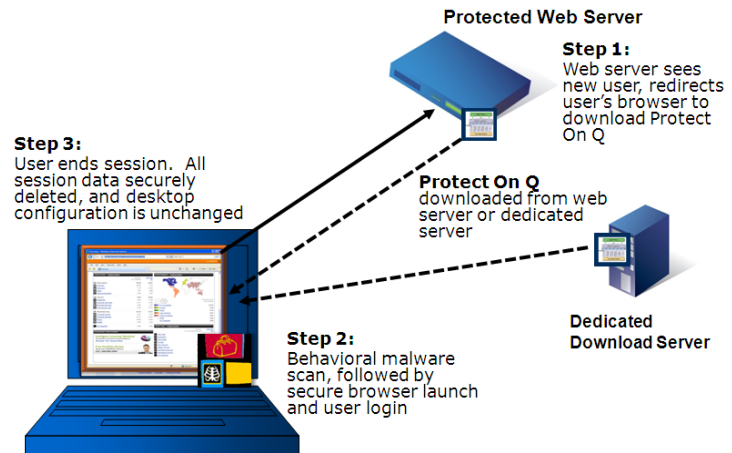 Protected Web Server
Step 1:
Web server sees
new user, redirects
user's browser to
download Protect
On Q
Step 3:
User ends session.  All
session data securely
deleted, and desktop
configuration is unchanged
Protect On Q
downloaded from web
server or dedicated
server
Dedicated
Download Server
Step 2:
Behavioral malware
scan, followed by
secure browser launch
and user login